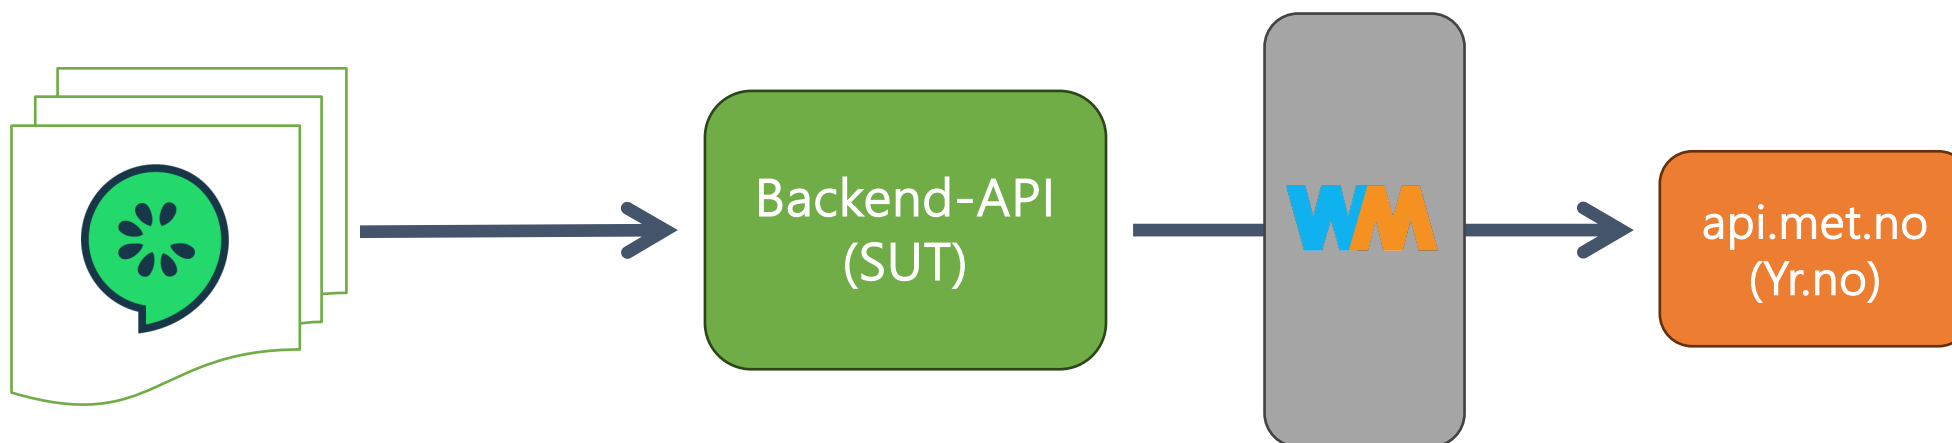 Backend-API
(SUT)
WM
api.met.no
(Yr.no)